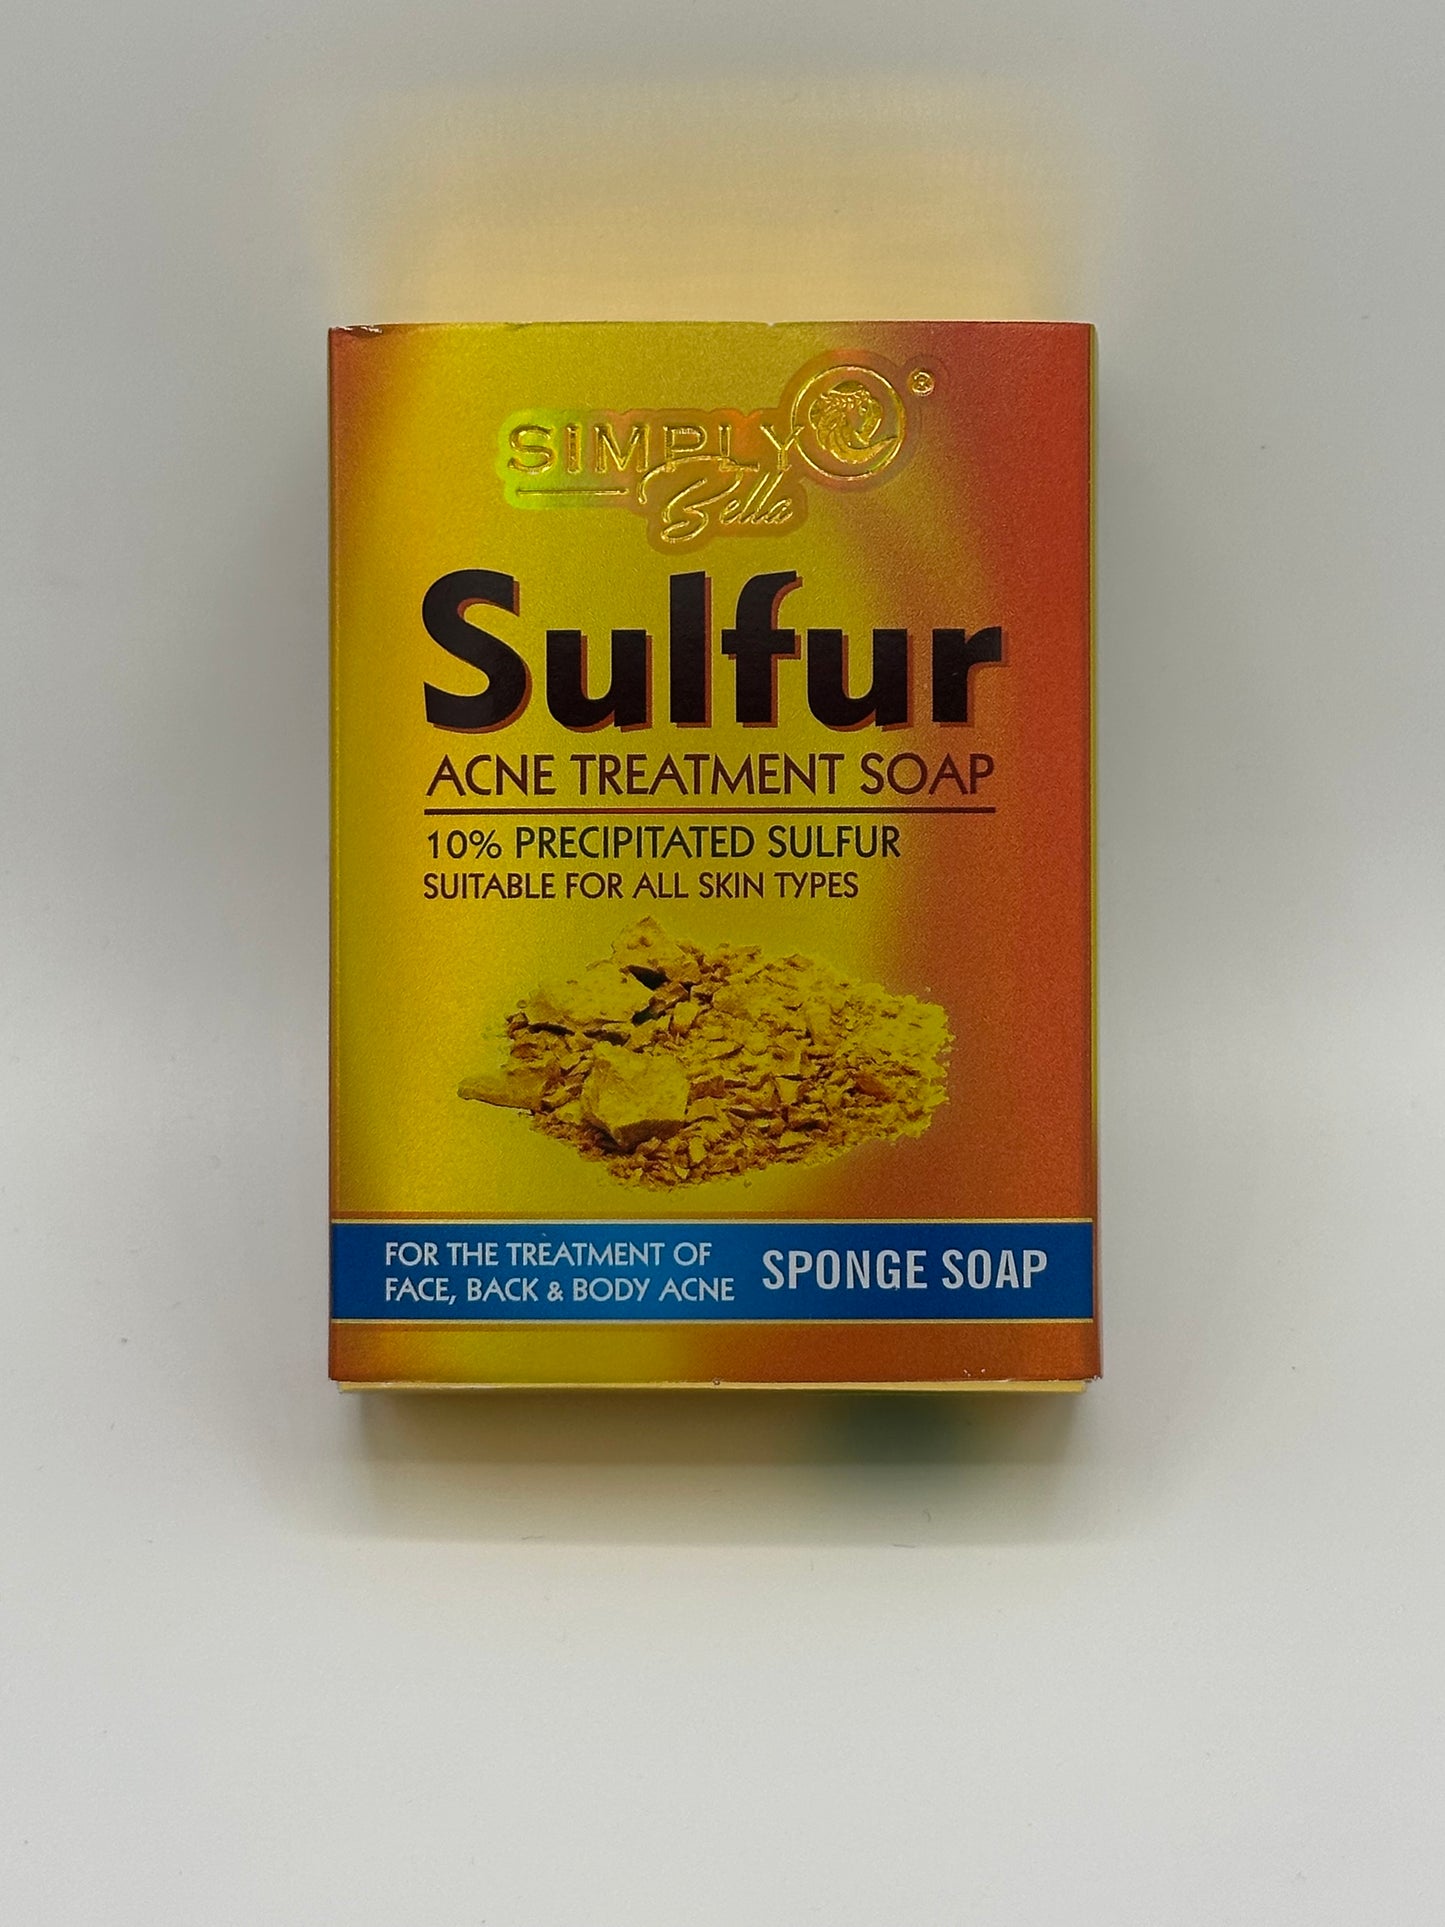 SIMPLY ®
Bella
Sulfur
ACNE TREATMENT SOAP
10% PRECIPITATED SULFUR
SUITABLE FOR ALL SKIN TYPES
FOR THE TREATMENT OF
FACE, BACK & BODY ACNE
SPONGE SOAP